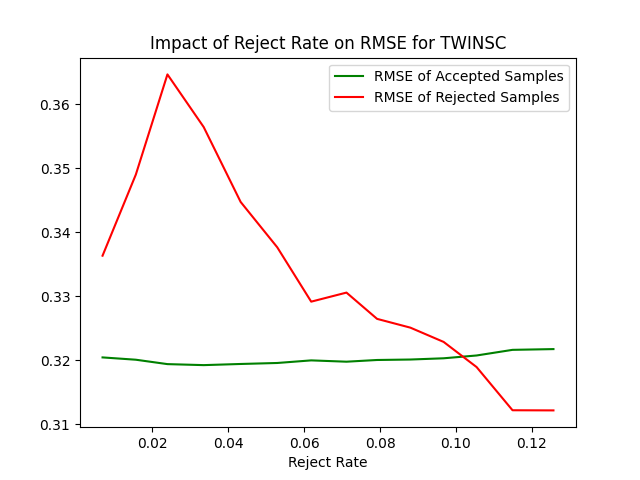 Impact of Reject Rate on RMSE for TWINSC
RMSE of Accepted Samples
RMSE of Rejected Samples
0.36
0.35
0.34
0.33
0.32
0.31
0.02 0.04 0.06 0.08 0.10 0.12
Reject Rate